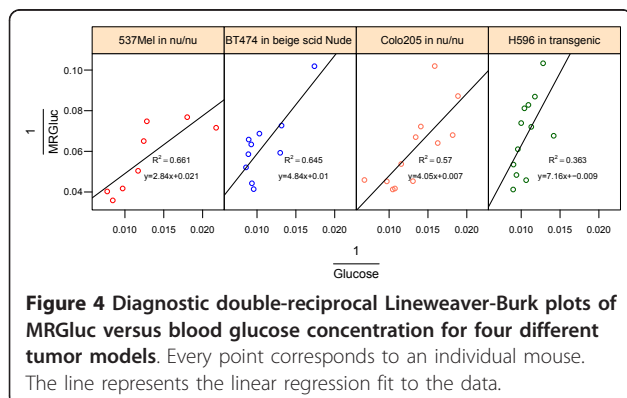 537Mel in nu/nu
BT474 in beige scid Nude
Colo205 in nu/nu
H596 in transgenic
0.10
0.08
0.06
0.04
1
MRGluc
R² = 0.661
y=2.84x+0.021
R² = 0.645
y=4.84x+0.01
R² = 0.57
y=4.05x+0.007
R² = 0.363
y=7.16x+−0.009
0.010 0.015 0.020
0.010 0.015 0.020
0.010 0.015 0.020
0.010 0.015 0.020
1
Glucose
Figure 4 Diagnostic double-reciprocal Lineweaver-Burk plots of
MRGluc versus blood glucose concentration for four different
tumor models. Every point corresponds to an individual mouse.
The line represents the linear regression fit to the data.